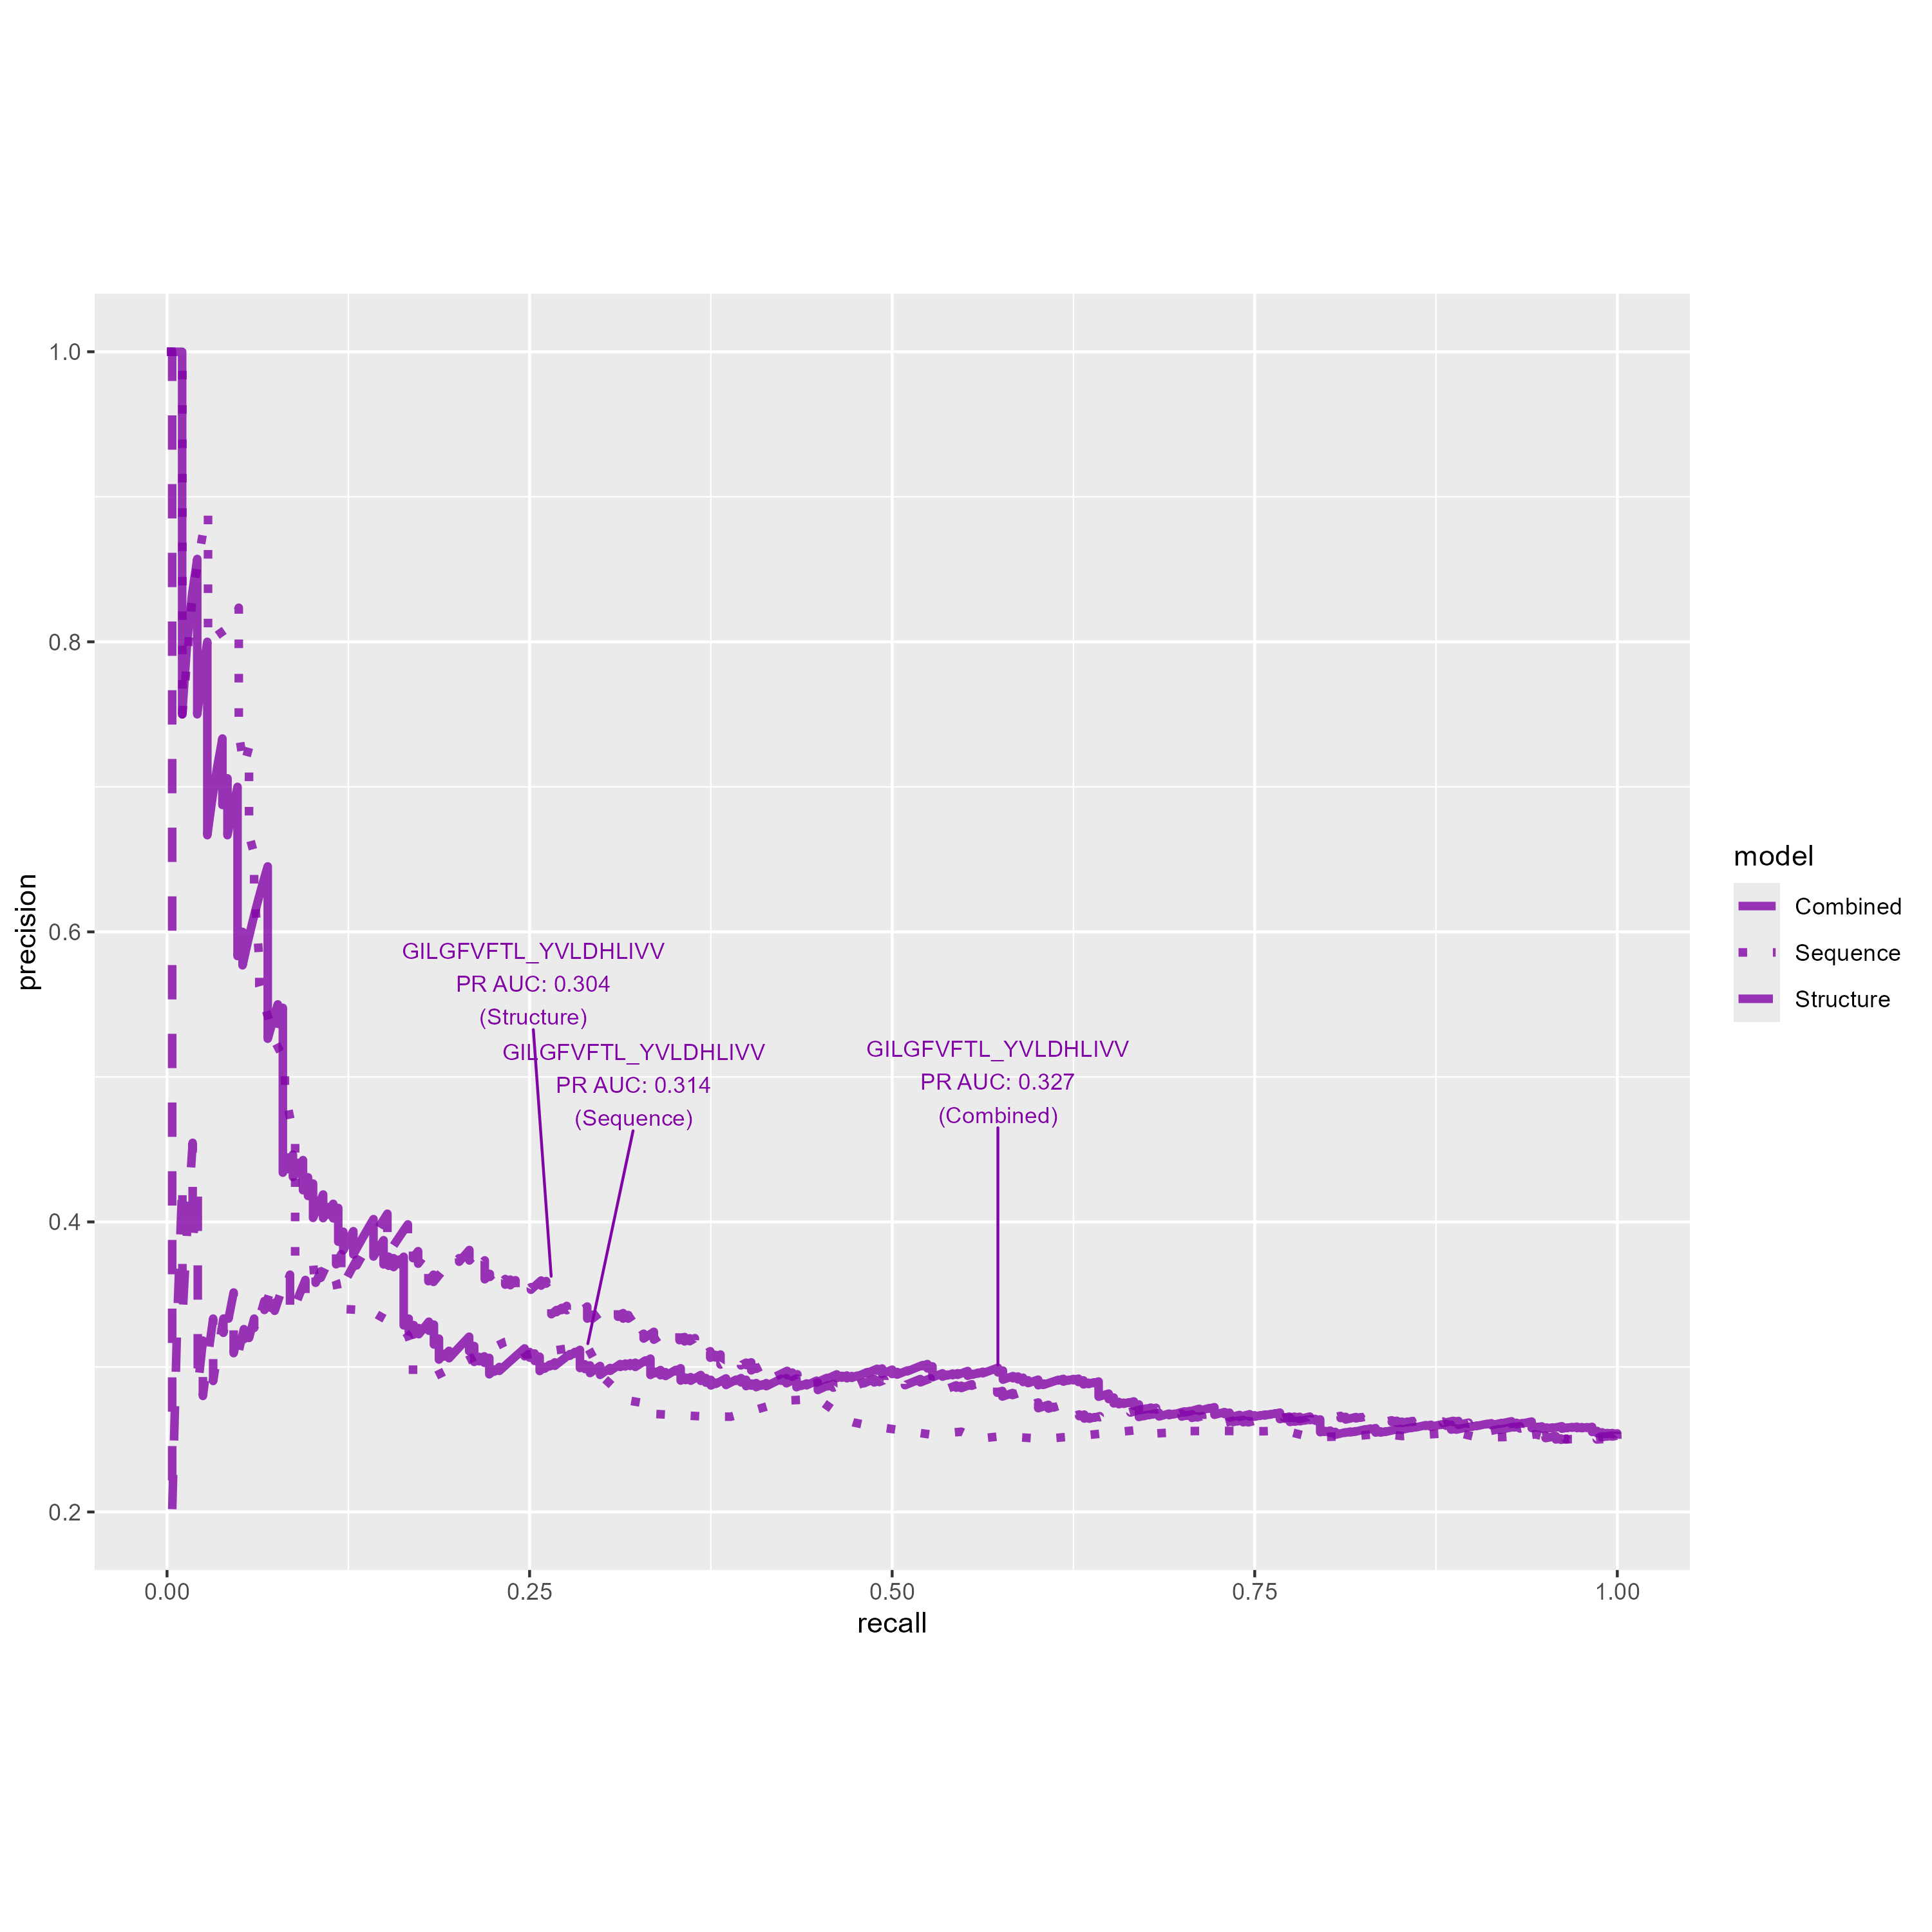 1.0
0.8
0.6
0.4
0.2
precision
GILGFVFTL_YVLDHLIVV
PR AUC: 0.304
(Structure)
GILGFVFTL_YVLDHLIVV
PR AUC: 0.314
(Sequence)
GILGFVFTL_YVLDHLIVV
PR AUC: 0.327
(Combined)
0.00
0.25
0.50
0.75
1.00
recall
model
Combined
Sequence
Structure